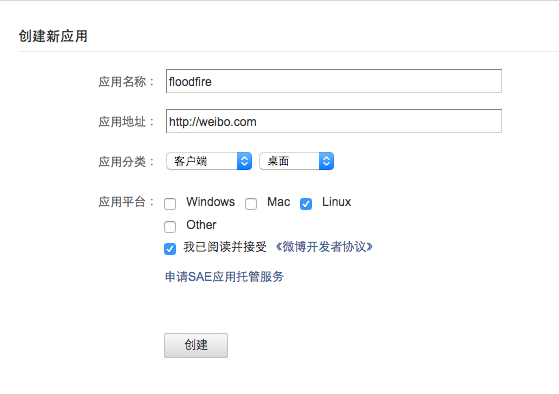 创建新应用
应用名称： floodfire
应用地址： http://weibo.com
应用分类： 客户端 桌面
应用平台： Windows Mac Linux
Other
我已阅读并接受 《微博开发者协议》
申请SAE应用托管服务
创建